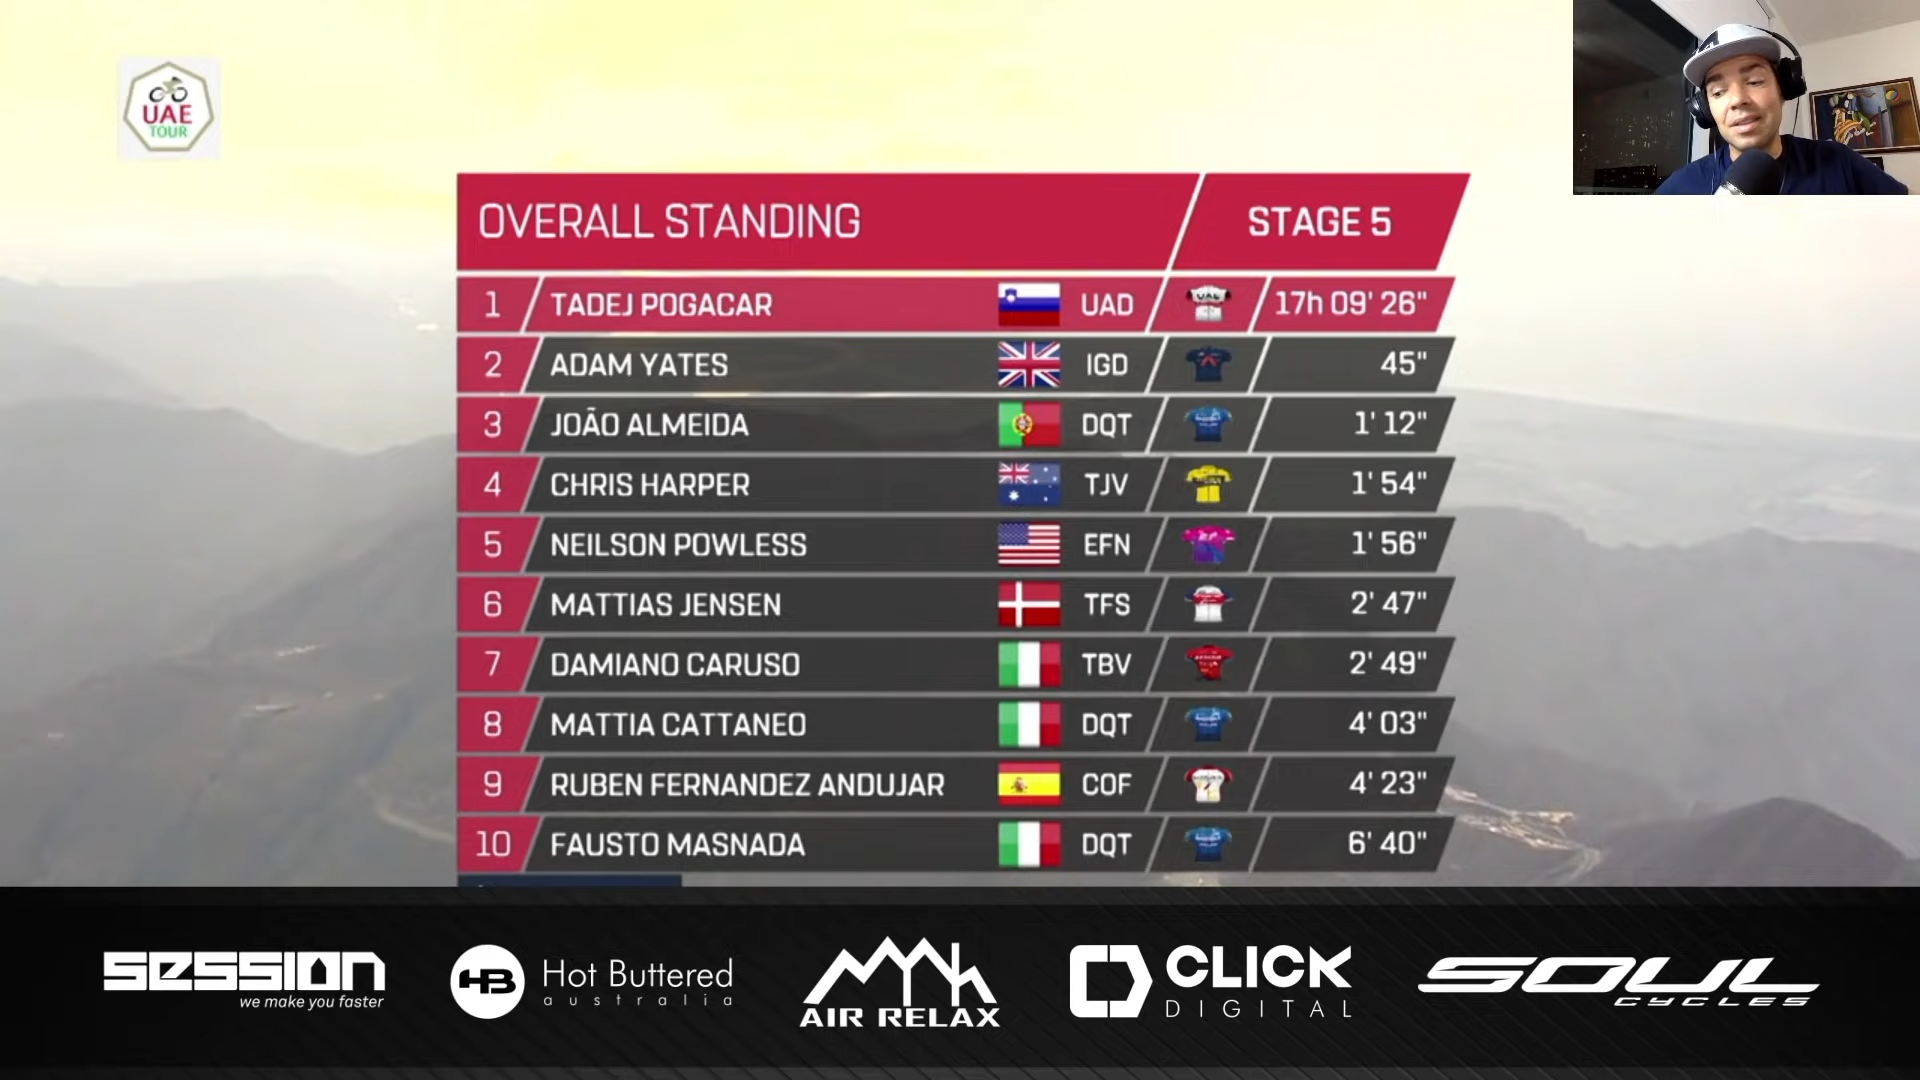 UAE
TOUR
OVERALL STANDING STAGE 5
1 TADEJ POGACAR UAD UAE 17h 09' 26"
2 ADAM YATES IGD 45"
3 JOÃO ALMEIDA DQT 1' 12"
4 CHRIS HARPER TJV 1' 54"
5 NEILSON POWLESS EFN 1' 56"
6 MATTIAS JENSEN TFS 2' 47"
7 DAMIANO CARUSO TBV 2' 49"
8 MATTIA CATTANEO DQT 4' 03"
9 RUBEN FERNANDEZ ANDUJAR COF 4' 23"
10 FAUSTO MASNADA DQT 6' 40"
SESSION
we make you faster
HB Hot Buttered
australia
AIR RELAX
CLICK
DIGITAL
SOUL
CYCLES